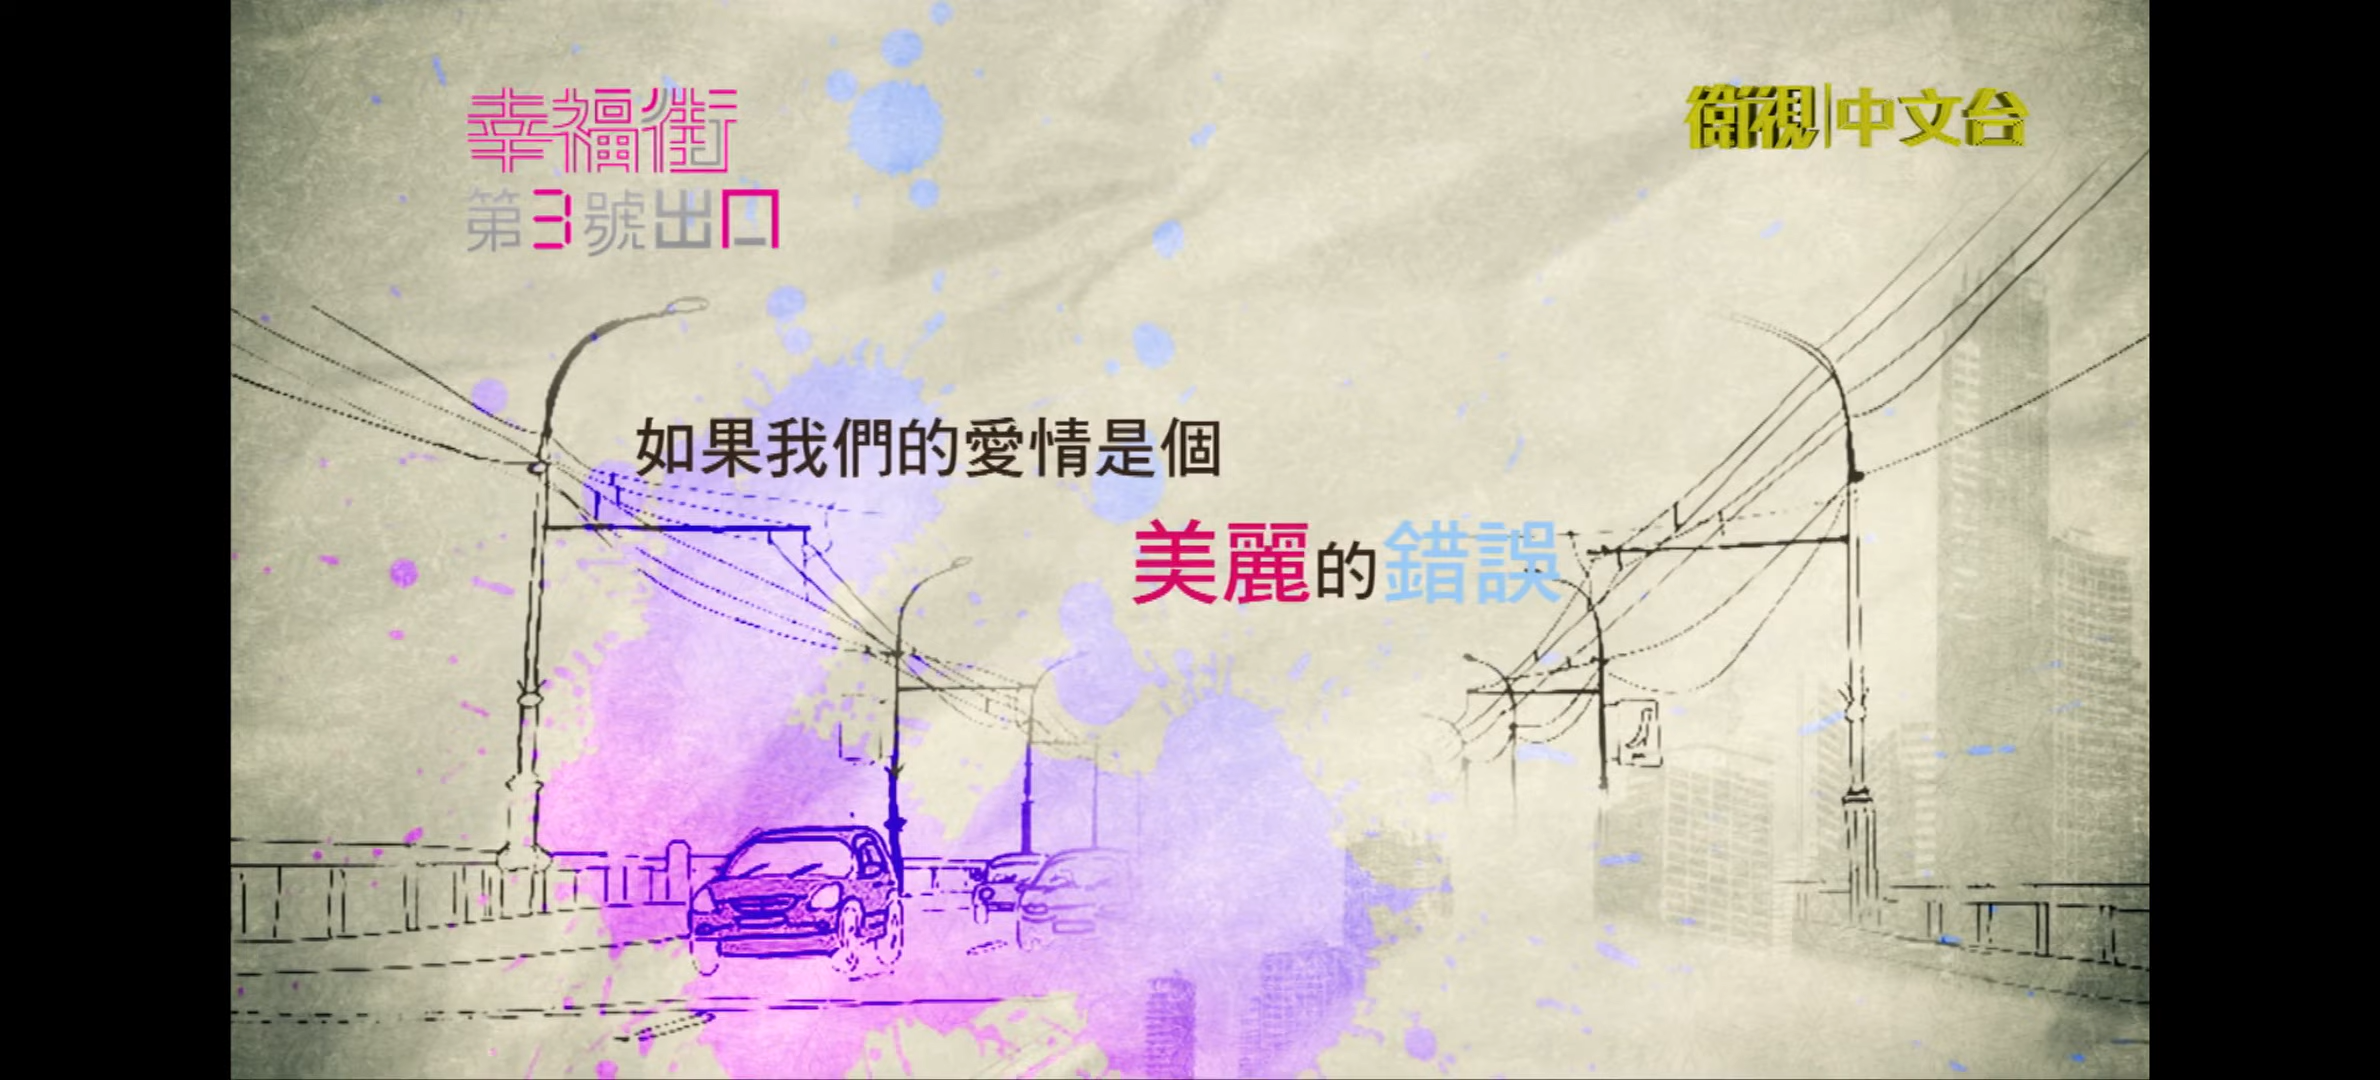 幸福街
第3號出口
衛視|中文台
如果我們的愛情是個
美麗的錯誤